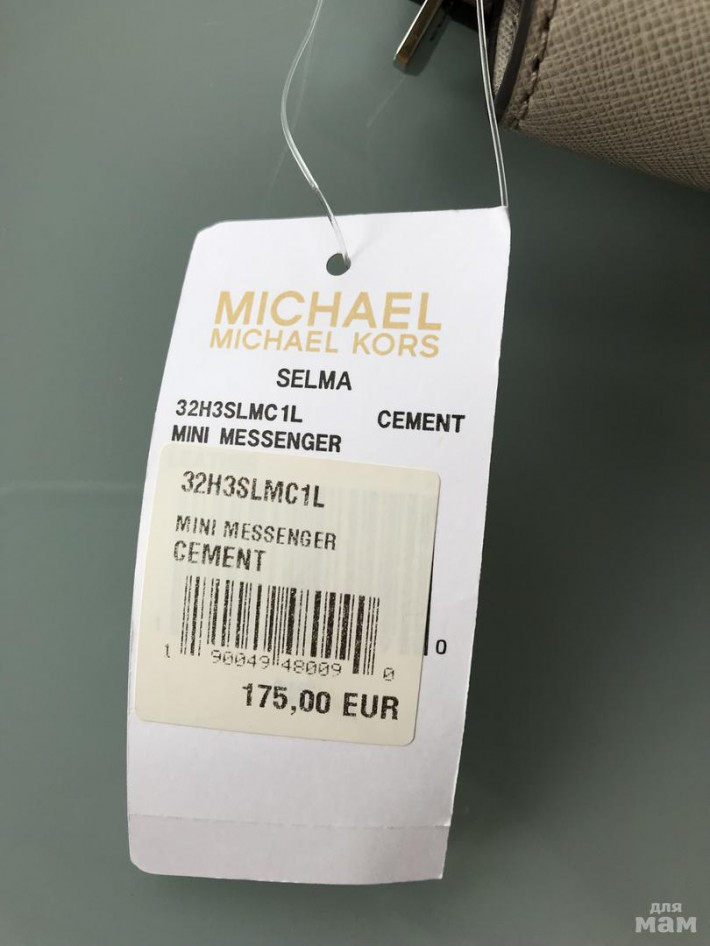 MICHAEL
MICHAEL KORS
SELMA
32H3SLMC1L CEMENT
MINI MESSENGER
32H3SLMC1L
MINI MESSENGER
CEMENT
1 90049 48009 0
0
175,00 EUR
для
мам